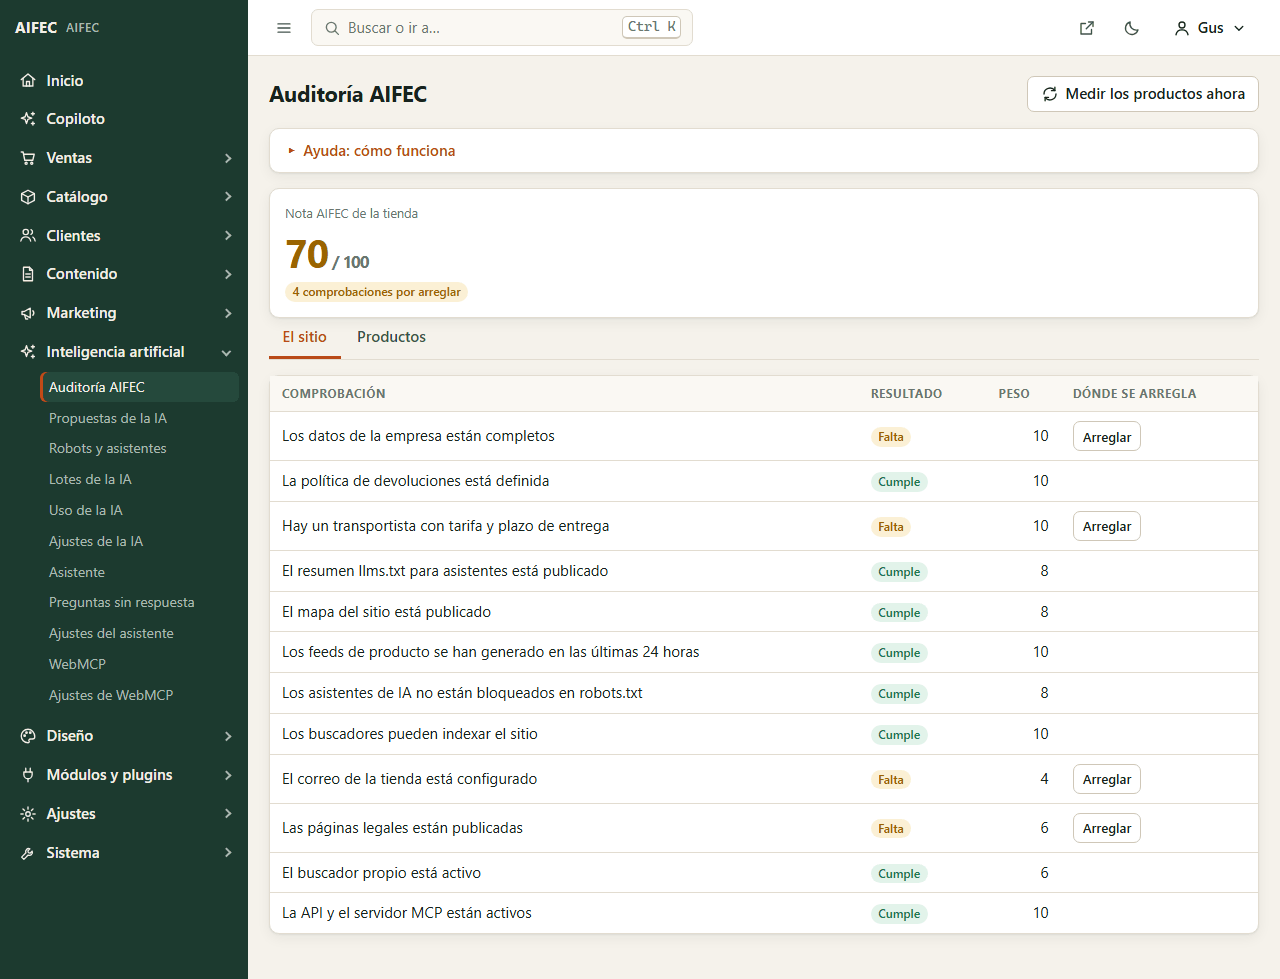 AIFEC AIFEC
Buscar o ir a... Ctrl K
Gus
Inicio
Copiloto
Ventas
Catálogo
Clientes
Contenido
Marketing
Inteligencia artificial
Auditoría AIFEC
Propuestas de la IA
Robots y asistentes
Lotes de la IA
Uso de la IA
Ajustes de la IA
Asistente
Preguntas sin respuesta
Ajustes del asistente
WebMCP
Ajustes de WebMCP
Diseño
Módulos y plugins
Ajustes
Sistema
Auditoría AIFEC
Medir los productos ahora
Ayuda: cómo funciona
Nota AIFEC de la tienda
70 / 100
4 comprobaciones por arreglar
El sitio Productos
COMPROBACIÓN RESULTADO PESO DÓNDE SE ARREGLA
Los datos de la empresa están completos Falta 10 Arreglar
La política de devoluciones está definida Cumple 10
Hay un transportista con tarifa y plazo de entrega Falta 10 Arreglar
El resumen llms.txt para asistentes está publicado Cumple 8
El mapa del sitio está publicado Cumple 8
Los feeds de producto se han generado en las últimas 24 horas Cumple 10
Los asistentes de IA no están bloqueados en robots.txt Cumple 8
Los buscadores pueden indexar el sitio Cumple 10
El correo de la tienda está configurado Falta 4 Arreglar
Las páginas legales están publicadas Falta 6 Arreglar
El buscador propio está activo Cumple 6
La API y el servidor MCP están activos Cumple 10